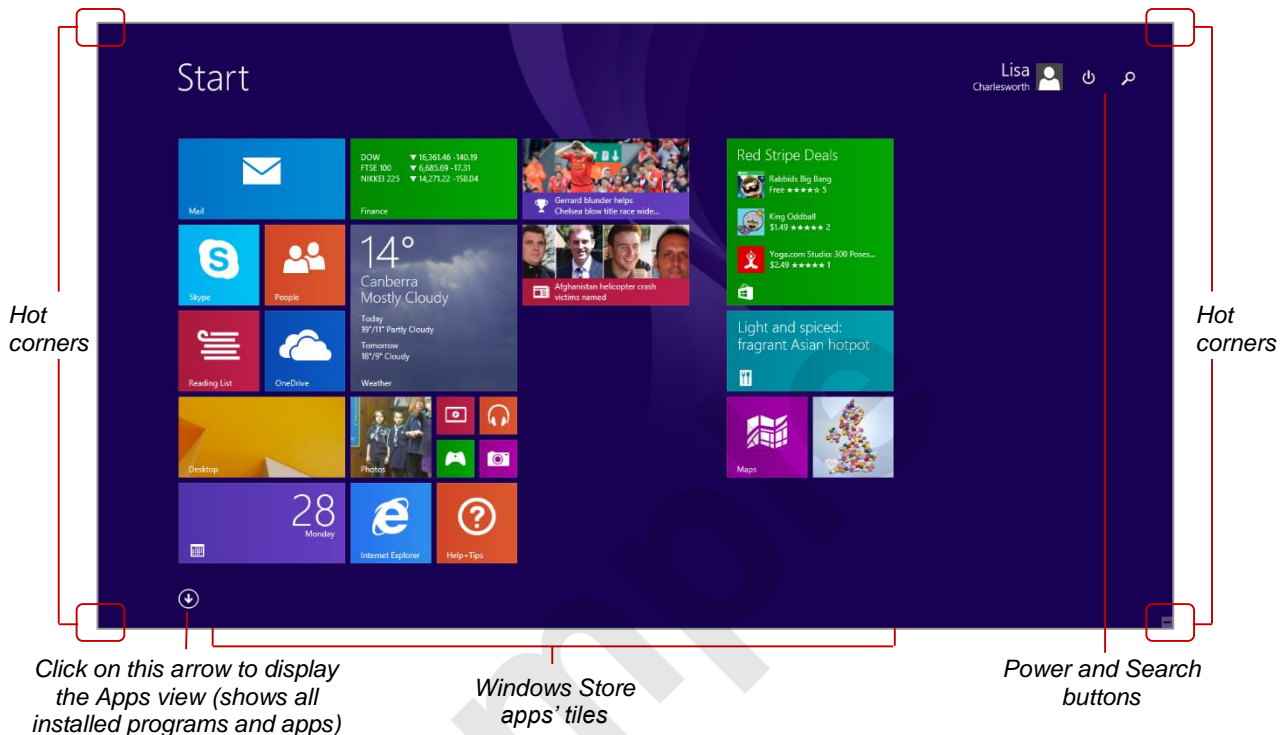 Start
Lisa
Charlesworth
DOW ▼ 16,361.46 -140.19
FTSE 100 ▼ 6,685.69 -17.31
NIKKEI 225 ▼ 14,271.22 -158.04
Mail
Finance
Gerrard blunder helps
Chelsea blow title race wide...
Red Stripe Deals
Rabbids Big Bang
Free ★★★★☆ 5
King Oddball
$1.49 ★★★★★ 2
Yoga.com Studio: 300 Poses...
$2.49 ★★★★★ 1
Skype
People
14°
Canberra
Mostly Cloudy
Today
19°/11° Partly Cloudy
Tomorrow
18°/9° Cloudy
Weather
Afghanistan helicopter crash
victims named
Reading List
OneDrive
Light and spiced:
fragrant Asian hotpot
Desktop
Photos
Maps
28
Monday
Internet Explorer
Help+Tips
Hot
corners
Hot
corners
Click on this arrow to display
the Apps view (shows all
installed programs and apps)
Windows Store
apps' tiles
Power and Search
buttons